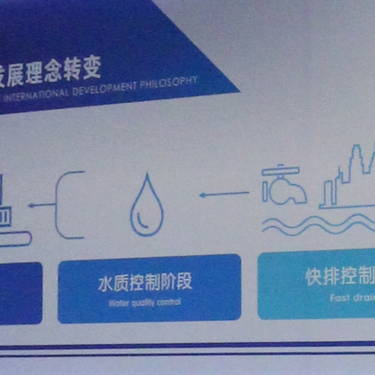 发展理念转变
INTERNATIONAL DEVELOPMENT PHILOSOPHY
水质控制阶段
Water quality control
快排控制
Fast drain